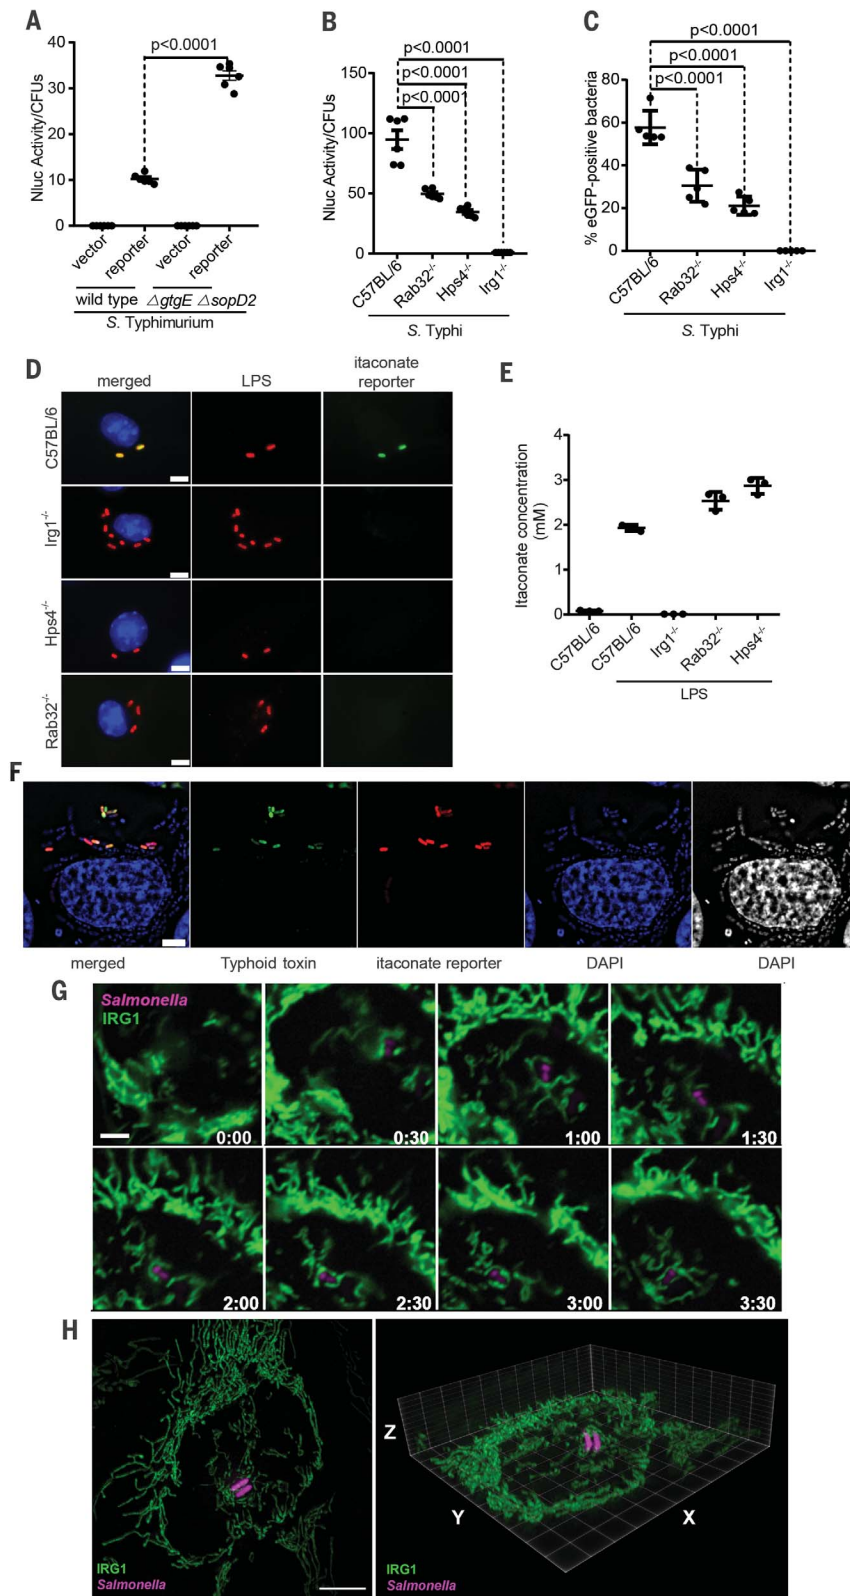 A
Nluc Activity/CFUs
40
30
20
10
0
p<0.0001
vector
reporter
vector
reporter
wild type
ΔgtgE ΔsopD2
S. Typhimurium
B
Nluc Activity/CFUs
150
100
50
0
p<0.0001
p<0.0001
p<0.0001
C57BL/6
Rab32-/-
Hps4-/-
Irg1-/-
S. Typhi
C
% eGFP-positive bacteria
80
60
40
20
0
p<0.0001
p<0.0001
p<0.0001
C57BL/6
Rab32-/-
Hps4-/-
Irg1-/-
S. Typhi
D
merged
LPS
itaconate
reporter
C57BL/6
Irg1-/-
Hps4-/-
Rab32-/-
E
Itaconate concentration
(mM)
4
3
2
1
0
C57BL/6
C57BL/6
Irg1-/-
Rab32-/-
Hps4-/-
LPS
F
merged
Typhoid toxin
itaconate reporter
DAPI
DAPI
G
Salmonella
IRG1
0:00
0:30
1:00
1:30
2:00
2:30
3:00
3:30
H
IRG1
Salmonella
Z
Y
X
IRG1
Salmonella